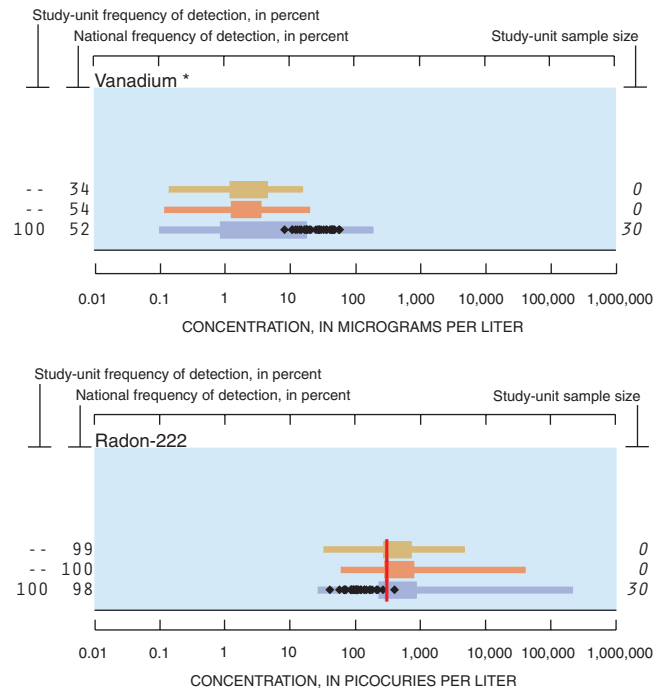 Study-unit frequency of detection, in percent
National frequency of detection, in percent Study-unit sample size
Vanadium *
-- 34 0
-- 54 0
100 52 30
0.01 0.1 1 10 100 1,000 10,000 100,000 1,000,000
CONCENTRATION, IN MICROGRAMS PER LITER
Study-unit frequency of detection, in percent
National frequency of detection, in percent Study-unit sample size
Radon-222
-- 99 0
-- 100 0
100 98 30
0.01 0.1 1 10 100 1,000 10,000 100,000 1,000,000
CONCENTRATION, IN PICOCURIES PER LITER